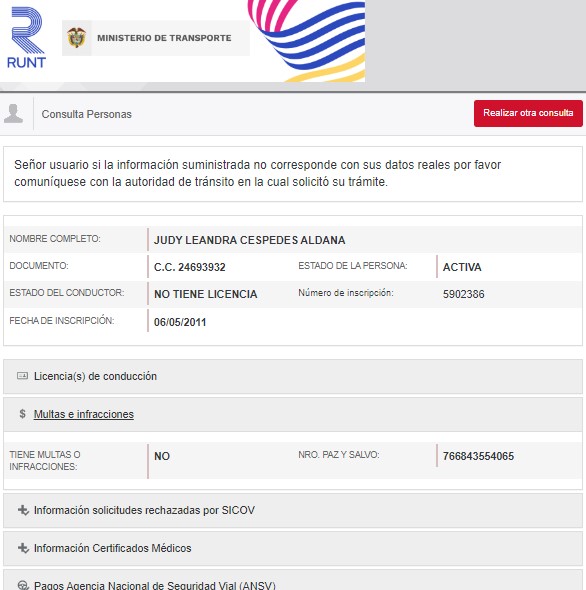 RUNT
MINISTERIO DE TRANSPORTE
Consulta Personas
Realizar otra consulta
Señor usuario si la información suministrada no corresponde con sus datos reales por favor
comuníquese con la autoridad de tránsito en la cual solicitó su trámite.
NOMBRE COMPLETO: JUDY LEANDRA CESPEDES ALDANA
DOCUMENTO: C.C. 24693932 ESTADO DE LA PERSONA: ACTIVA
ESTADO DEL CONDUCTOR: NO TIENE LICENCIA Número de inscripción: 5902386
FECHA DE INSCRIPCIÓN: 06/05/2011
Licencia(s) de conducción
$ Multas e infracciones
TIENE MULTAS O
INFRACCIONES: NO NRO. PAZ Y SALVO: 766843554065
Información solicitudes rechazadas por SICOV
Información Certificados Médicos
Pagos Agencia Nacional de Seguridad Vial (ANSV)